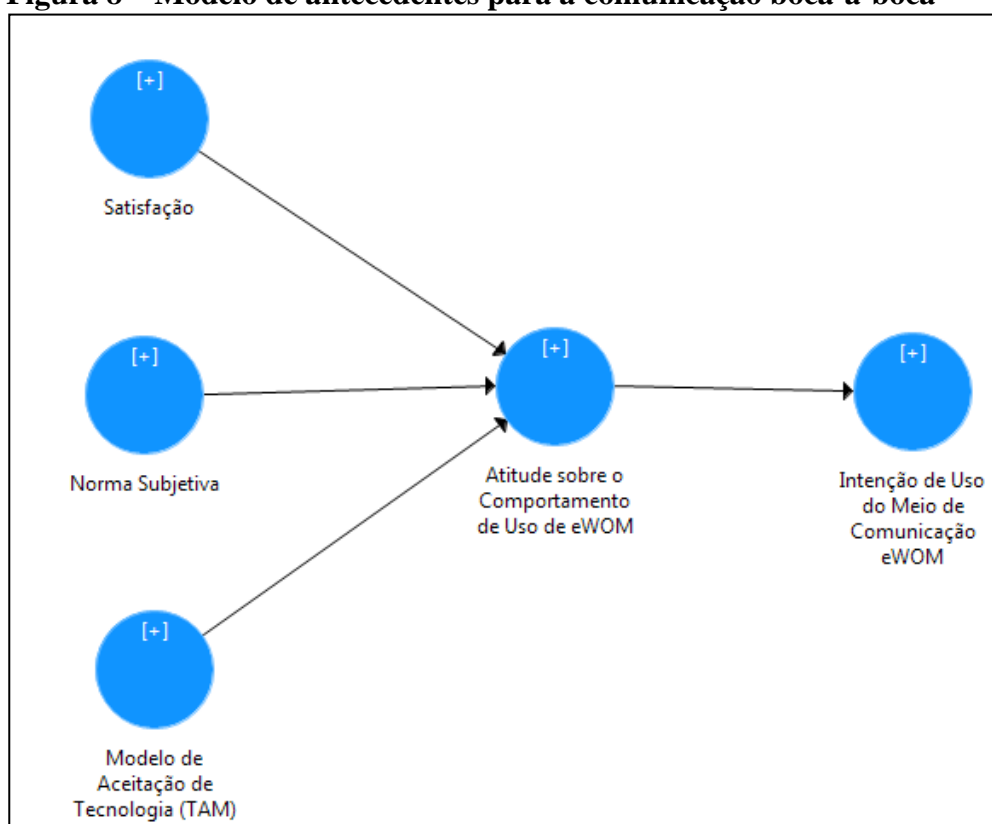 Figura 8 – Modelo de antecedentes para a comunicação boca-a-boca
[+]
Satisfação
[+]
Norma Subjetiva
[+]
Modelo de
Aceitação de
Tecnologia (TAM)
[+]
Atitude sobre o
Comportamento
de Uso de eWOM
[+]
Intenção de Uso
do Meio de
Comunicação
eWOM